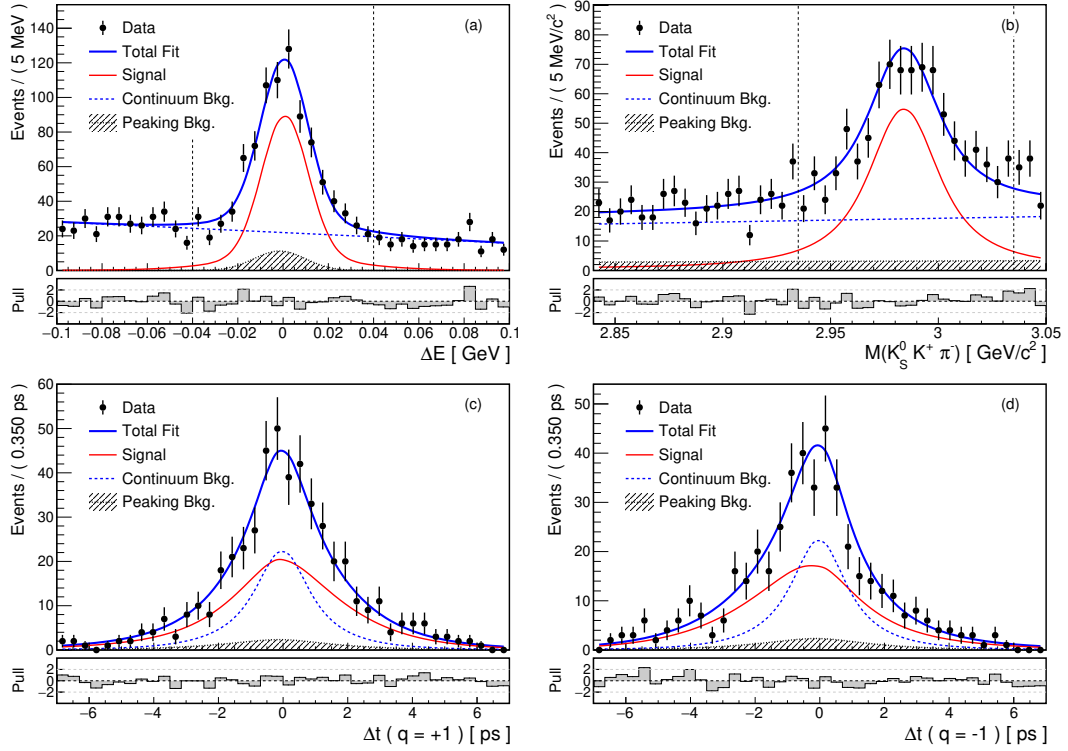 Events / ( 5 MeV )
140
120
100
80
60
40
20
0
(a)
Data
Total Fit
Signal
Continuum Bkg.
Peaking Bkg.
Pull
2
0
−2
−0.1 −0.08 −0.06 −0.04 −0.02 0 0.02 0.04 0.06 0.08 0.1
ΔE [ GeV ]
Events / ( 5 MeV/c²)
90
80
70
60
50
40
30
20
10
0
(b)
Data
Total Fit
Signal
Continuum Bkg.
Peaking Bkg.
Pull
2
0
−2
2.85 2.9 2.95 3 3.05
M(K⁰_S K⁺ π⁻) [ GeV/c² ]
Events / ( 0.350 ps )
60
50
40
30
20
10
0
(c)
Data
Total Fit
Signal
Continuum Bkg.
Peaking Bkg.
Pull
2
0
−2
−6 −4 −2 0 2 4 6
Δt ( q = +1 ) [ ps ]
Events / ( 0.350 ps )
50
40
30
20
10
0
(d)
Data
Total Fit
Signal
Continuum Bkg.
Peaking Bkg.
Pull
2
0
−2
−6 −4 −2 0 2 4 6
Δt ( q = -1 ) [ ps ]